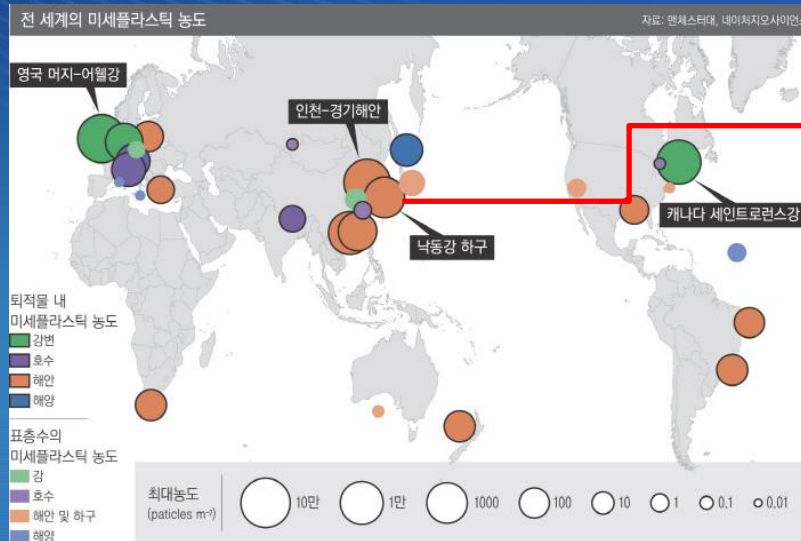 전 세계의 미세플라스틱 농도
자료: 맨체스터대, 네이처지오사이언스
영국 머지-어웰강
인천-경기해안
낙동강 하구
캐나다 세인트로런스강
퇴적물 내
미세플라스틱 농도
강변
호수
해안
해양
표층수의
미세플라스틱 농도
강
호수
해안 및 하구
해양
최대농도
(paticles m⁻²)
10만
1만
1000
100
10
1
0.1
0.01